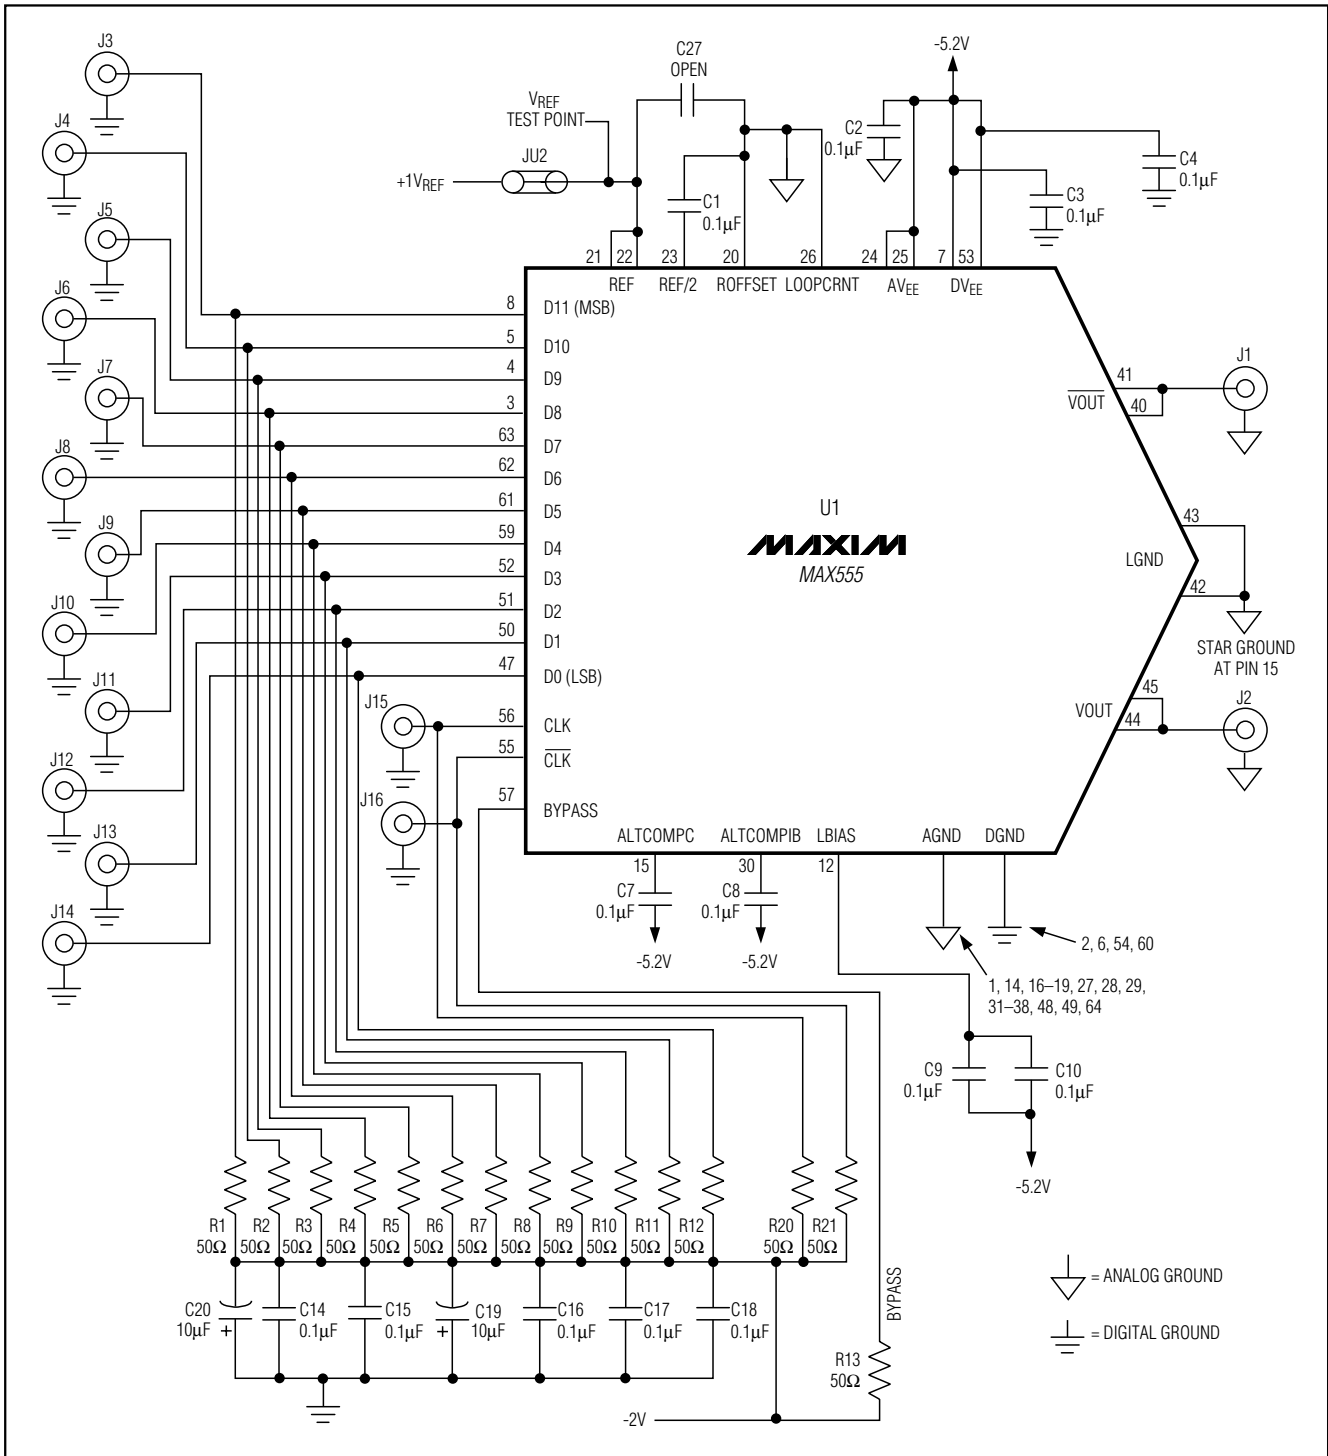 J3
J4
J5
J6
J7
J8
J9
J10
J11
J12
J13
J14
C27
OPEN
VREF
TEST POINT
JU2
+1VREF
C1
0.1µF
-5.2V
C2
0.1µF
C4
0.1µF
C3
0.1µF
21 22 23 20 26 24 25 7 53
REF REF/2 ROFFSET LOOPCRNT AVEE DVEE
8 D11 (MSB)
5 D10
4 D9
3 D8
63 D7
62 D6
61 D5
59 D4
52 D3
51 D2
50 D1
47 D0 (LSB)
J15
56 CLK
55 CLK
J16
57 BYPASS
U1
MAXIM
MAX555
41
VOUT
40
J1
43
LGND
42
STAR GROUND
AT PIN 15
45
VOUT
44
J2
ALTCOMPC ALTCOMPIB LBIAS AGND DGND
15 30 12
C7
0.1µF
-5.2V
C8
0.1µF
-5.2V
2, 6, 54, 60
1, 14, 16–19, 27, 28, 29,
31–38, 48, 49, 64
C9
0.1µF
C10
0.1µF
-5.2V
R1 R2 R3 R4 R5 R6 R7 R8 R9 R10 R11 R12 R20 R21
50Ω 50Ω 50Ω 50Ω 50Ω 50Ω 50Ω 50Ω 50Ω 50Ω 50Ω 50Ω 50Ω 50Ω
BYPASS
C20
10µF
+
C14
0.1µF
C15
0.1µF
C19
10µF
+
C16
0.1µF
C17
0.1µF
C18
0.1µF
R13
50Ω
-2V
= ANALOG GROUND
= DIGITAL GROUND